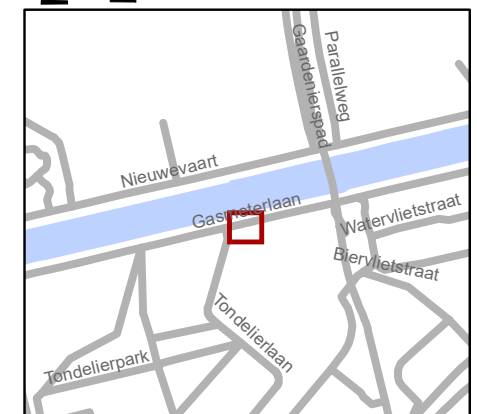 Gaardenierspad
Parallelweg
Nieuwevaart
Gasmeterlaan
Watervlietstraat
Biervlietstraat
Tondelierlaan
Tondelierpark